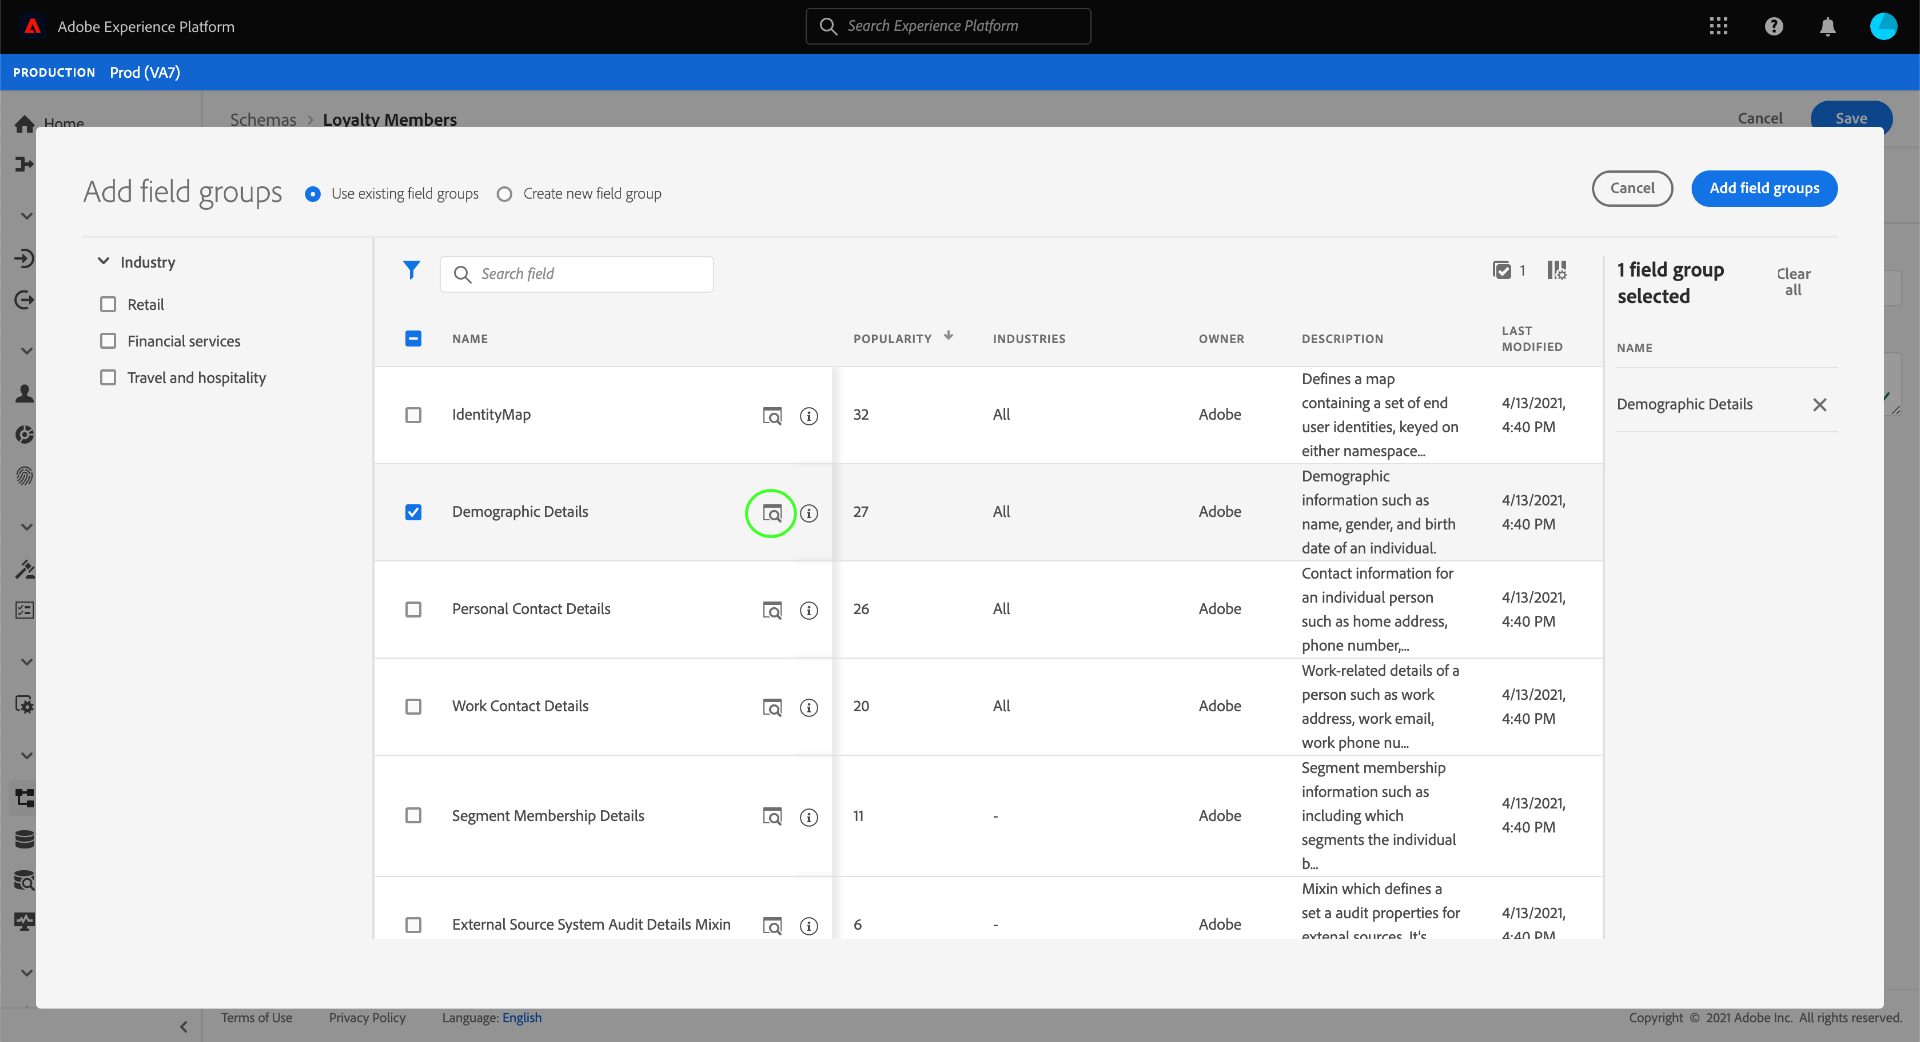 Adobe Experience Platform
Search Experience Platform
PRODUCTION Prod (VA7)
Home
Schemas > Loyalty Members
Cancel
Save
Add field groups
Use existing field groups
Create new field group
Cancel
Add field groups
Industry
Retail
Financial services
Travel and hospitality
Search field
1
NAME
POPULARITY
INDUSTRIES
OWNER
DESCRIPTION
LAST
MODIFIED
IdentityMap
32
All
Adobe
Defines a map
containing a set of end
user identities, keyed on
either namespace...
4/13/2021,
4:40 PM
Demographic Details
27
All
Adobe
Demographic
information such as
name, gender, and birth
date of an individual.
4/13/2021,
4:40 PM
Personal Contact Details
26
All
Adobe
Contact information for
an individual person
such as home address,
phone number,...
4/13/2021,
4:40 PM
Work Contact Details
20
All
Adobe
Work-related details of a
person such as work
address, work email,
work phone nu...
4/13/2021,
4:40 PM
Segment Membership Details
11
-
Adobe
Segment membership
information such as
including which
segments the individual
b...
4/13/2021,
4:40 PM
External Source System Audit Details Mixin
6
-
Adobe
Mixin which defines a
set a audit properties for
extenal sources. It's
4/13/2021,
4:40 PM
1 field group
selected
Clear
all
NAME
Demographic Details
Terms of Use
Privacy Policy
Language: English
Copyright © 2021 Adobe Inc. All rights reserved.